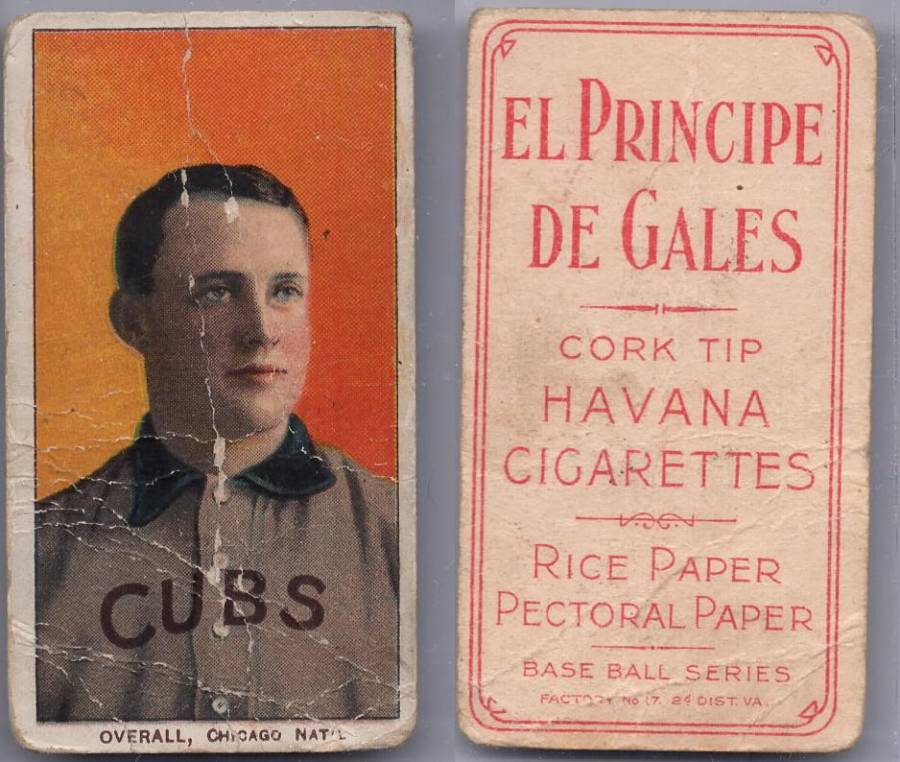 CUBS
OVERALL, CHICAGO NAT'L
EL PRINCIPE
DE GALES
CORK TIP
HAVANA
CIGARETTES
RICE PAPER
PECTORAL PAPER
BASE BALL SERIES
FACTORY No 17. 2d DIST. VA.